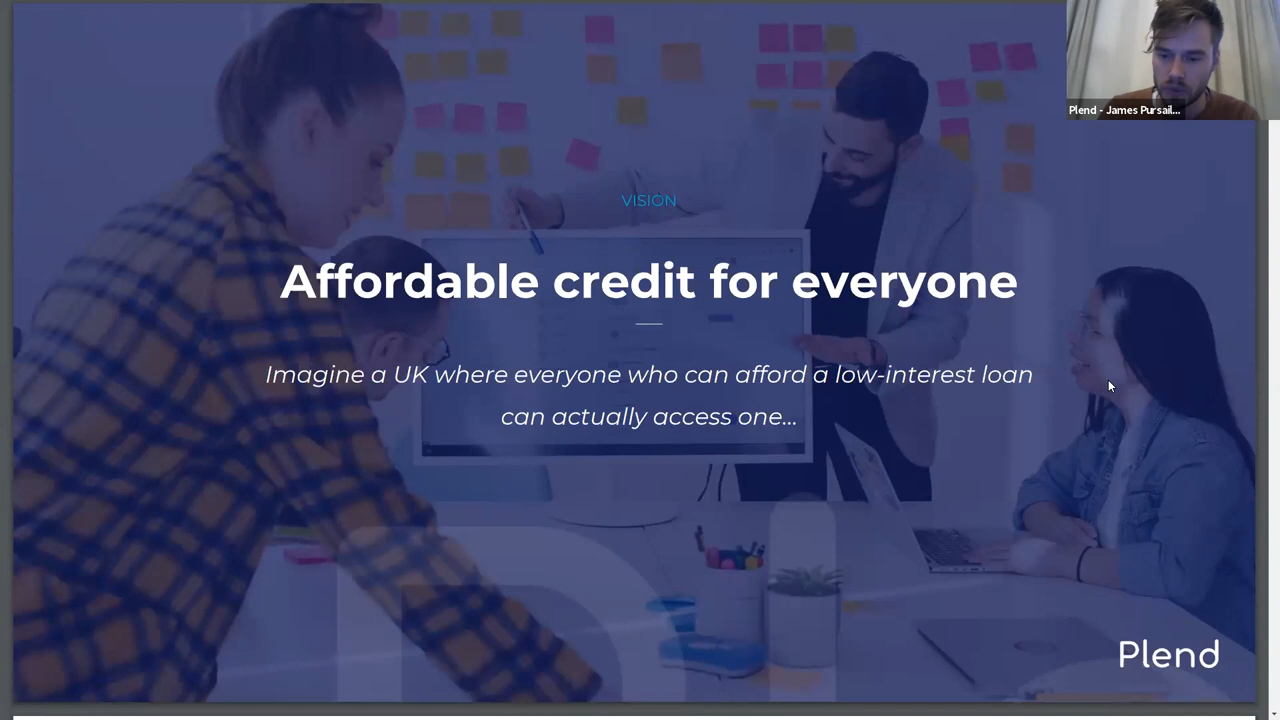 Plend - James Pursail...
VISION
Affordable credit for everyone
Imagine a UK where everyone who can afford a low-interest loan
can actually access one...
Plend